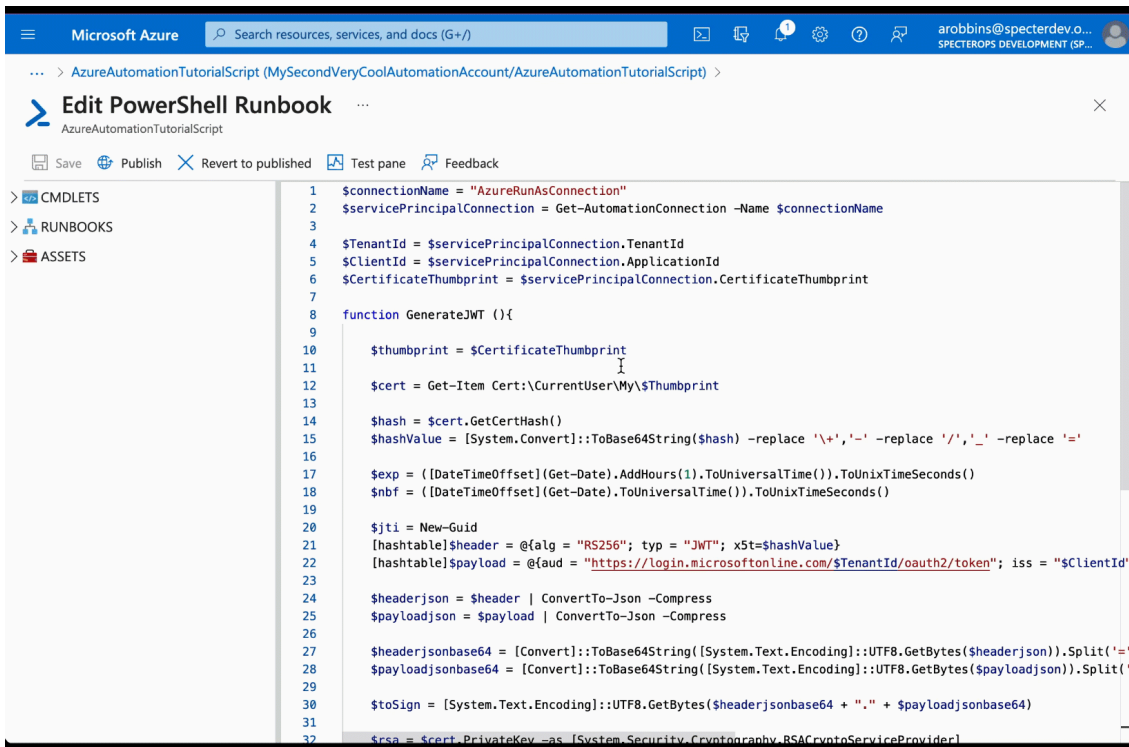 Microsoft Azure
Search resources, services, and docs (G+/)
1
arobbins@specterdev.o...
SPECTEROPS DEVELOPMENT (SP...
... > AzureAutomationTutorialScript (MySecondVeryCoolAutomationAccount/AzureAutomationTutorialScript) >
Edit PowerShell Runbook ...
AzureAutomationTutorialScript
Save Publish Revert to published Test pane Feedback
CMDLETS
RUNBOOKS
ASSETS
1 $connectionName = "AzureRunAsConnection"
2 $servicePrincipalConnection = Get-AutomationConnection -Name $connectionName
3
4 $TenantId = $servicePrincipalConnection.TenantId
5 $ClientId = $servicePrincipalConnection.ApplicationId
6 $CertificateThumbprint = $servicePrincipalConnection.CertificateThumbprint
7
8 function GenerateJWT (){
9
10 $thumbprint = $CertificateThumbprint
11
12 $cert = Get-Item Cert:\CurrentUser\My\$Thumbprint
13
14 $hash = $cert.GetCertHash()
15 $hashValue = [System.Convert]::ToBase64String($hash) -replace '\+','-' -replace '/','_' -replace '='
16
17 $exp = ([DateTimeOffset](Get-Date).AddHours(1).ToUniversalTime()).ToUnixTimeSeconds()
18 $nbf = ([DateTimeOffset](Get-Date).ToUniversalTime()).ToUnixTimeSeconds()
19
20 $jti = New-Guid
21 [hashtable]$header = @{alg = "RS256"; typ = "JWT"; x5t=$hashValue}
22 [hashtable]$payload = @{aud = "https://login.microsoftonline.com/$TenantId/oauth2/token"; iss = "$ClientId"
23
24 $headerjson = $header | ConvertTo-Json -Compress
25 $payloadjson = $payload | ConvertTo-Json -Compress
26
27 $headerjsonbase64 = [Convert]::ToBase64String([System.Text.Encoding]::UTF8.GetBytes($headerjson)).Split('='
28 $payloadjsonbase64 = [Convert]::ToBase64String([System.Text.Encoding]::UTF8.GetBytes($payloadjson)).Split('
29
30 $toSign = [System.Text.Encoding]::UTF8.GetBytes($headerjsonbase64 + "." + $payloadjsonbase64)
31
32 $rsa = $cert.PrivateKey -as [System.Security.Cryptography.RSACryptoServiceProvider]